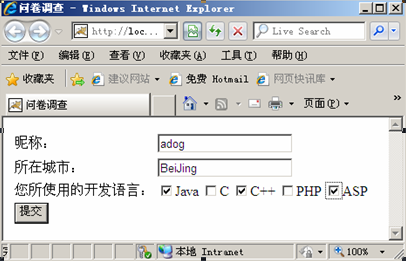 问卷调查 - Windows Internet Explorer
http://loc... Live Search
文件(F) 编辑(E) 查看(V) 收藏夹(A) 工具(T) 帮助(H)
收藏夹 建议网站 免费 Hotmail 网页快讯库
问卷调查 页面(P)
昵称： adog
所在城市： BeiJing
您所使用的开发语言： Java C C++ PHP ASP
提交
本地 Intranet 100%